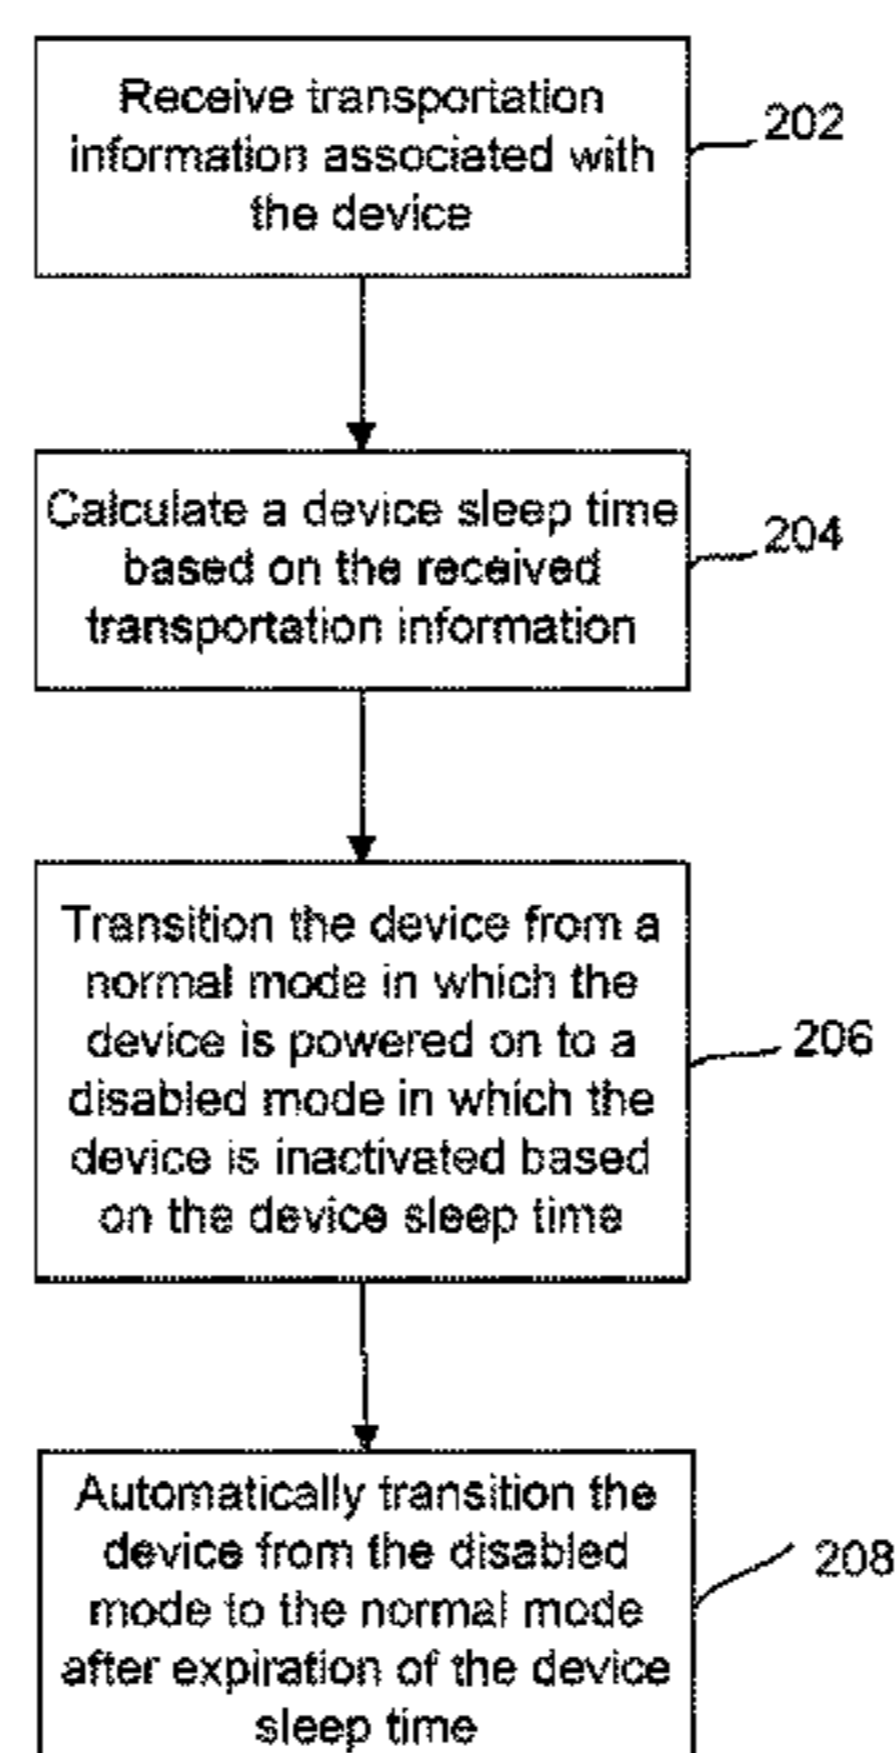 Receive transportation
information associated with
the device
202
Calculate a device sleep time
based on the received
transportation information
204
Transition the device from a
normal mode in which the
device is powered on to a
disabled mode in which the
device is inactivated based
on the device sleep time
206
Automatically transition the
device from the disabled
mode to the normal mode
after expiration of the device
sleep time
208